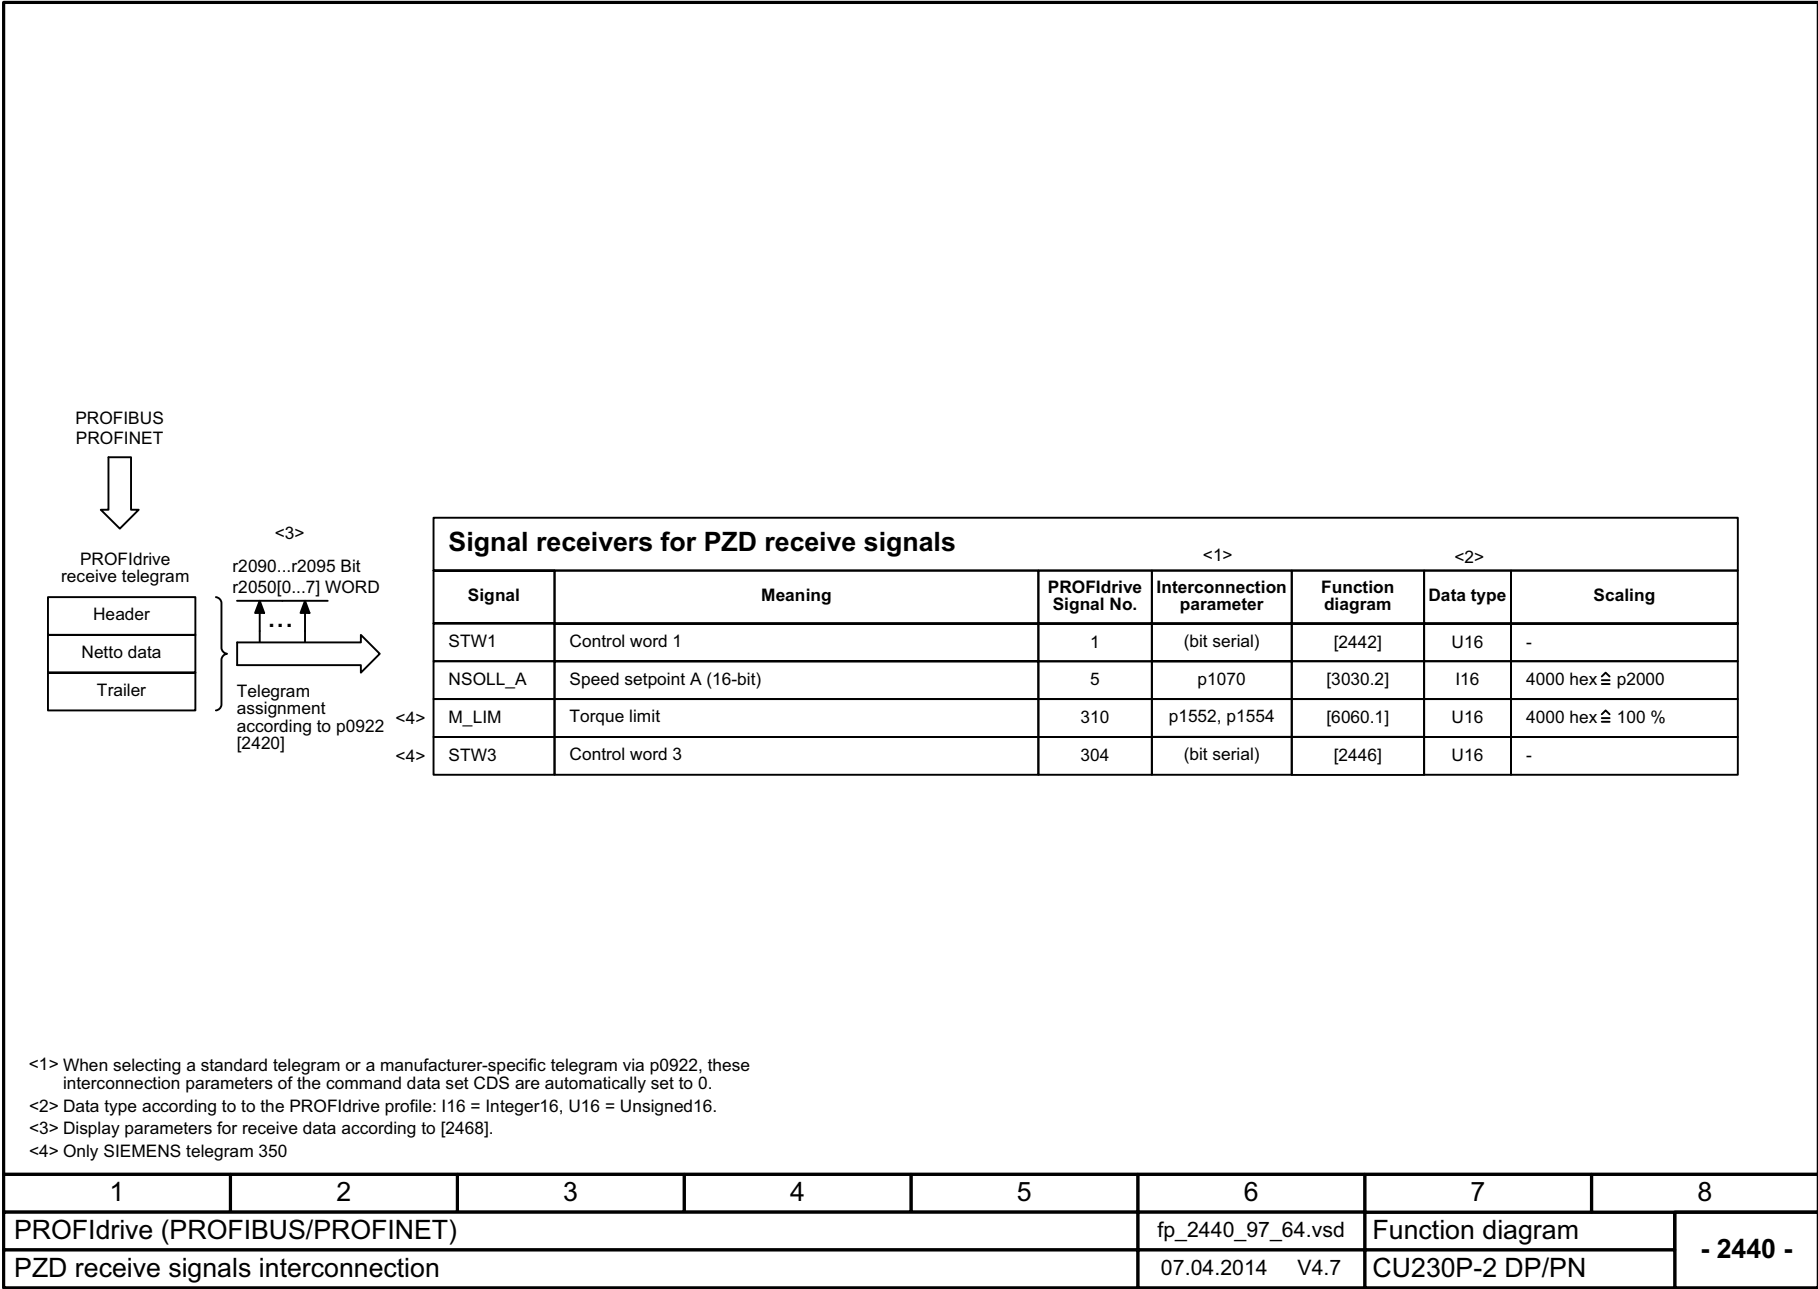 PROFIBUS
PROFINET
PROFIdrive
receive telegram
Header
Netto data
Trailer
<3>
r2090...r2095 Bit
r2050[0...7] WORD
...
Telegram
assignment
according to p0922
[2420]
Signal receivers for PZD receive signals
<1> <2>
Signal Meaning PROFIdrive Signal No. Interconnection parameter Function diagram Data type Scaling
STW1 Control word 1 1 (bit serial) [2442] U16 -
NSOLL_A Speed setpoint A (16-bit) 5 p1070 [3030.2] I16 4000 hex ≙ p2000
<4> M_LIM Torque limit 310 p1552, p1554 [6060.1] U16 4000 hex ≙ 100 %
<4> STW3 Control word 3 304 (bit serial) [2446] U16 -
<1> When selecting a standard telegram or a manufacturer-specific telegram via p0922, these
interconnection parameters of the command data set CDS are automatically set to 0.
<2> Data type according to to the PROFIdrive profile: I16 = Integer16, U16 = Unsigned16.
<3> Display parameters for receive data according to [2468].
<4> Only SIEMENS telegram 350
1 2 3 4 5 6 7 8
PROFIdrive (PROFIBUS/PROFINET) fp_2440_97_64.vsd Function diagram
- 2440 -
PZD receive signals interconnection 07.04.2014 V4.7 CU230P-2 DP/PN